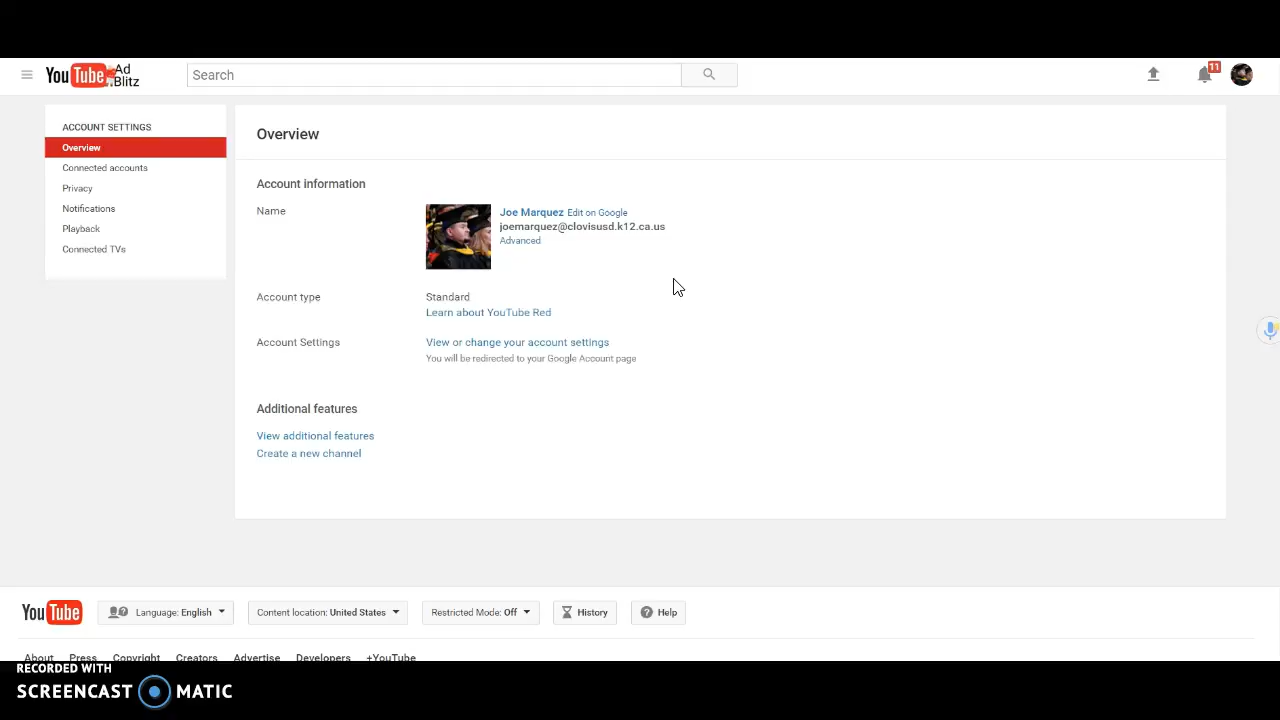 YouTube Ad Blitz
Search
11
ACCOUNT SETTINGS
Overview
Connected accounts
Privacy
Notifications
Playback
Connected TVs
Overview
Account information
Name
Joe Marquez Edit on Google
joemarquez@clovisusd.k12.ca.us
Advanced
Account type
Standard
Learn about YouTube Red
Account Settings
View or change your account settings
You will be redirected to your Google Account page
Additional features
View additional features
Create a new channel
YouTube Language: English Content location: United States Restricted Mode: Off History Help
About Press Copyright Creators Advertise Developers +YouTube
RECORDED WITH
SCREENCAST MATIC